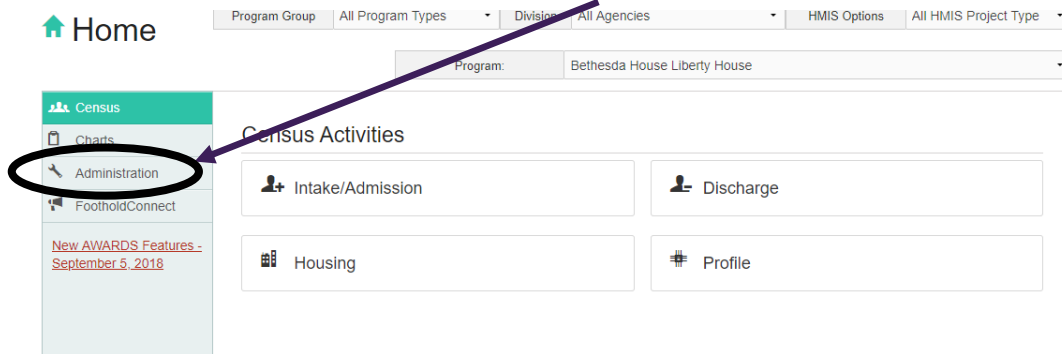 Home
Program Group All Program Types Division All Agencies HMIS Options All HMIS Project Type
Program: Bethesda House Liberty House
Census
Charts
Administration
FootholdConnect
New AWARDS Features -
September 5, 2018
Census Activities
Intake/Admission
Discharge
Housing
Profile